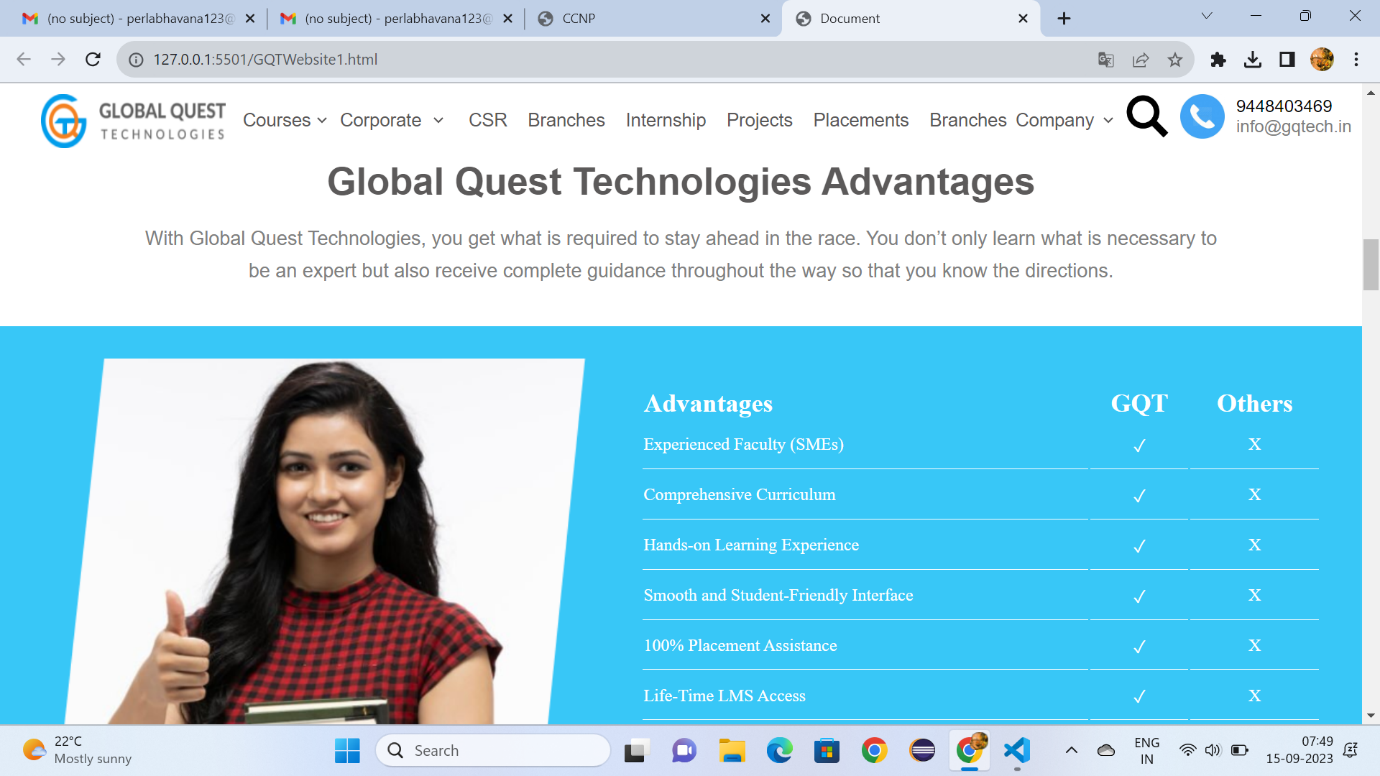 (no subject) - perlabhavana123@
(no subject) - perlabhavana123@
CCNP
Document
127.0.0.1:5501/GQTWebsite1.html
GLOBAL QUEST
TECHNOLOGIES
Courses
Corporate
CSR
Branches
Internship
Projects
Placements
Branches
Company
9448403469
info@gqtech.in
Global Quest Technologies Advantages
With Global Quest Technologies, you get what is required to stay ahead in the race. You don’t only learn what is necessary to
be an expert but also receive complete guidance throughout the way so that you know the directions.
Advantages GQT Others
Experienced Faculty (SMEs) ✓ X
Comprehensive Curriculum ✓ X
Hands-on Learning Experience ✓ X
Smooth and Student-Friendly Interface ✓ X
100% Placement Assistance ✓ X
Life-Time LMS Access ✓ X
22°C
Mostly sunny
Search
ENG
IN
07:49
15-09-2023